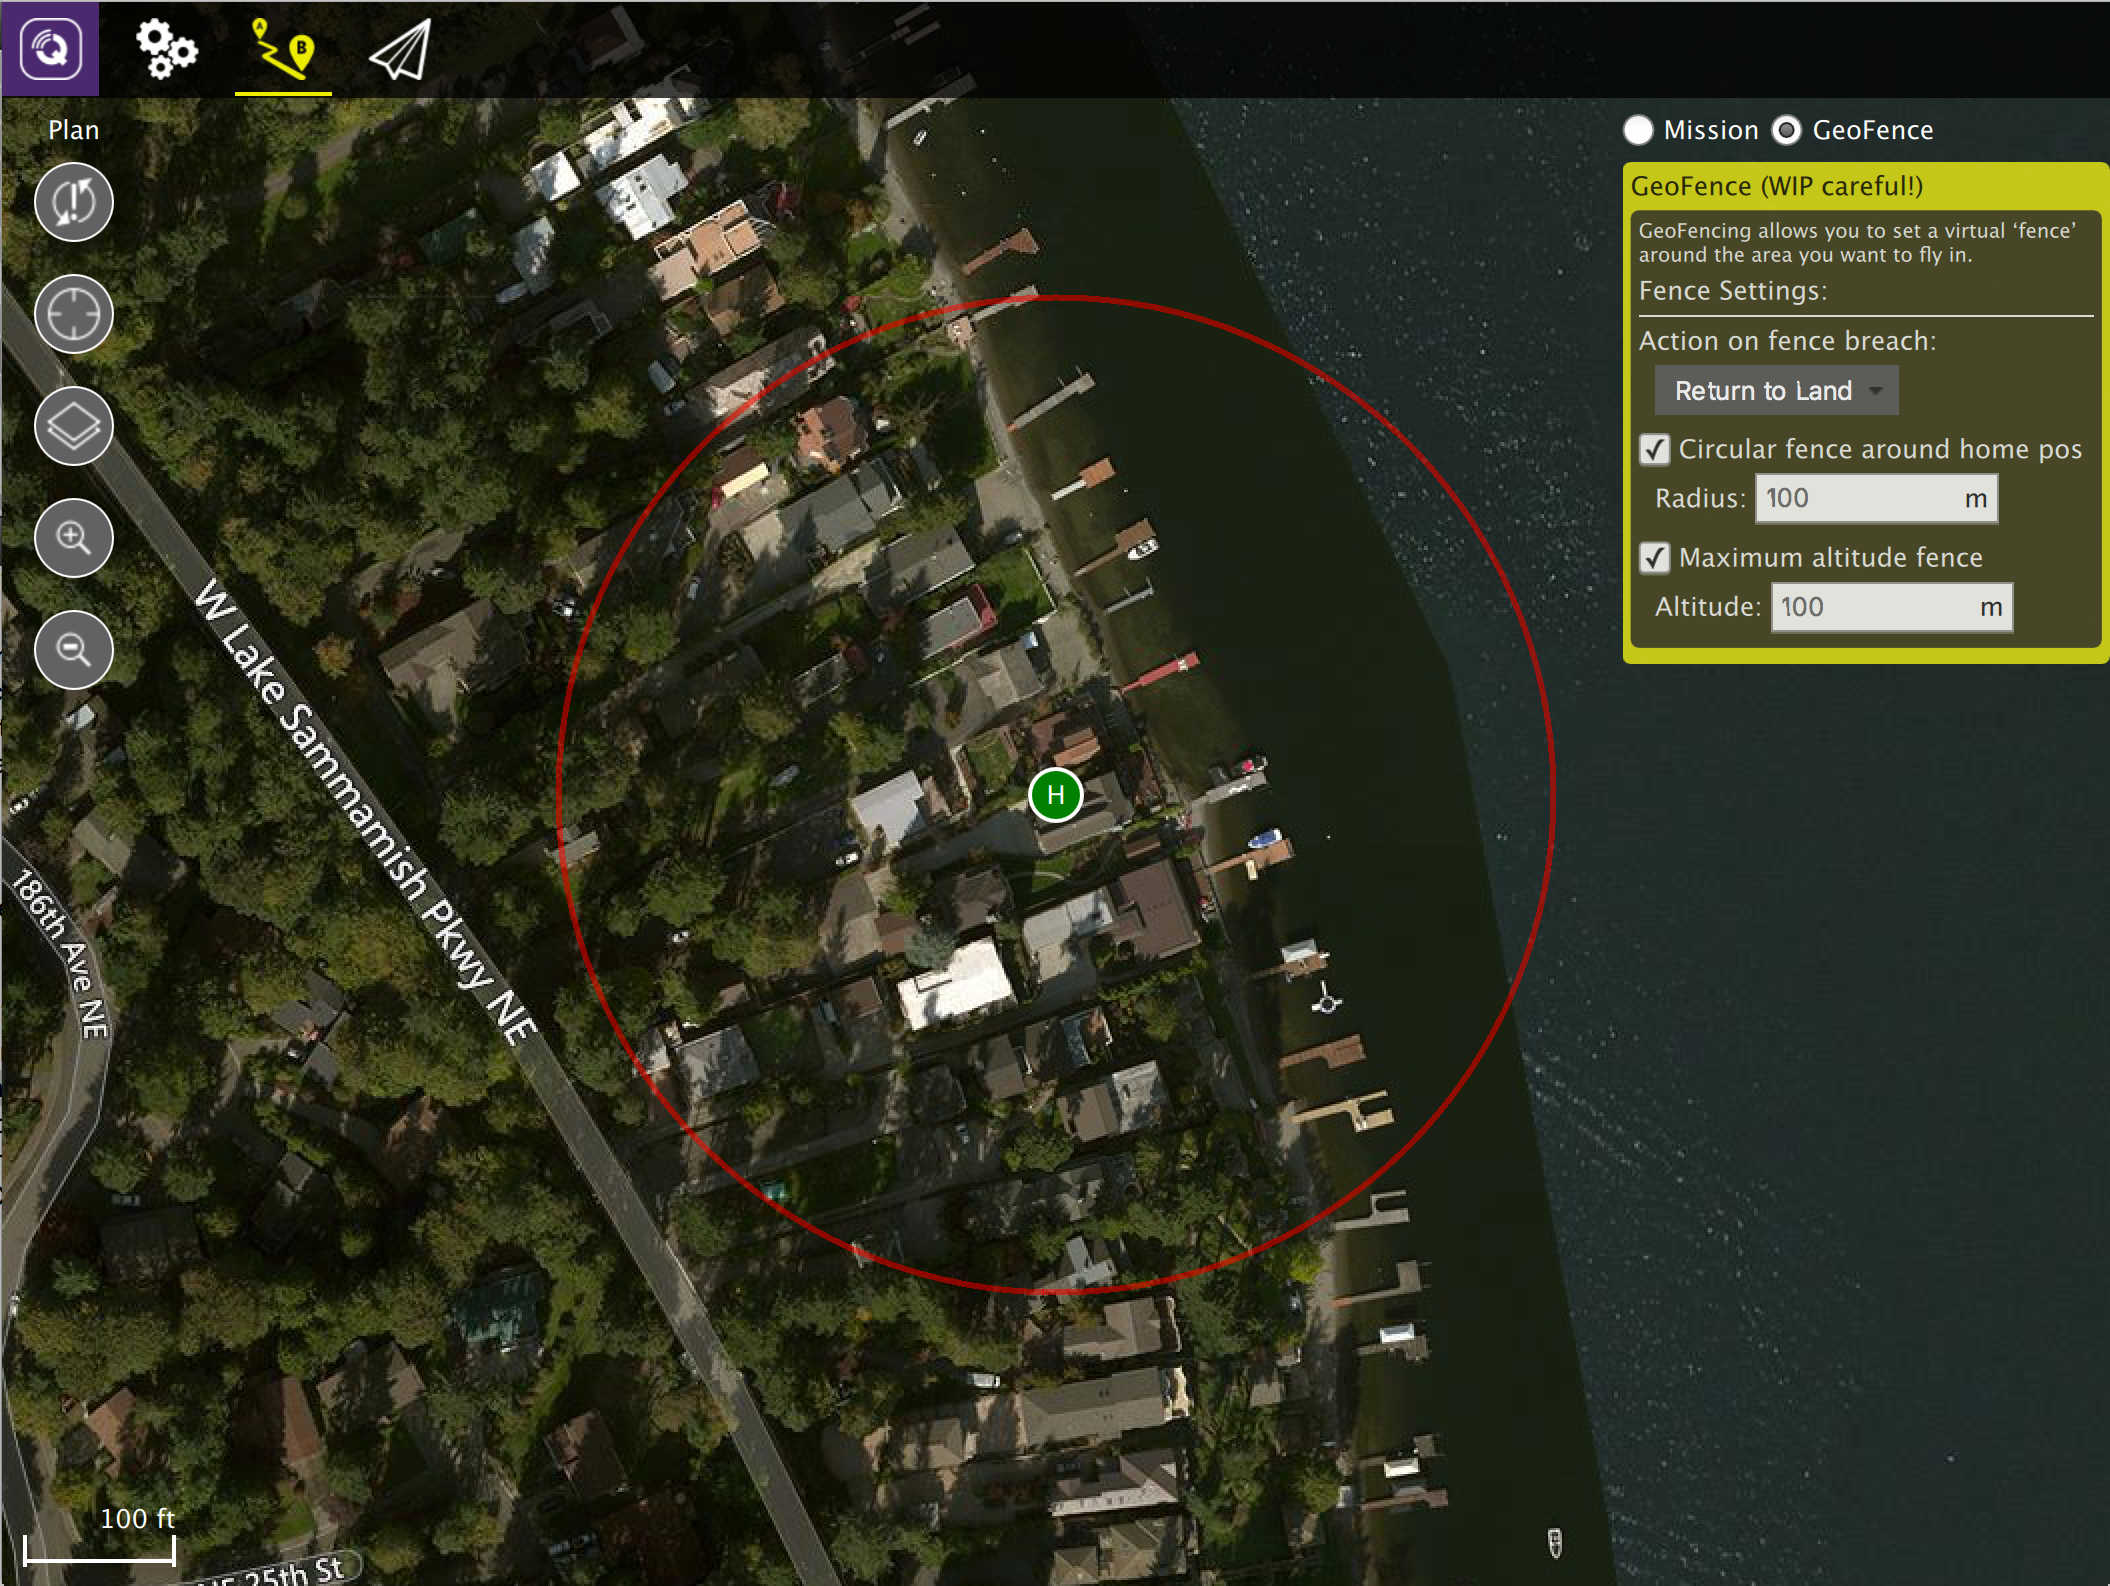 Plan
Mission GeoFence
GeoFence (WIP careful!)
GeoFencing allows you to set a virtual ‘fence’
around the area you want to fly in.
Fence Settings:
Action on fence breach:
Return to Land
Circular fence around home pos
Radius: 100 m
Maximum altitude fence
Altitude: 100 m
A
B
Q
W Lake Sammamish Pkwy NE
H
186th Ave NE
100 ft
NE 25th St